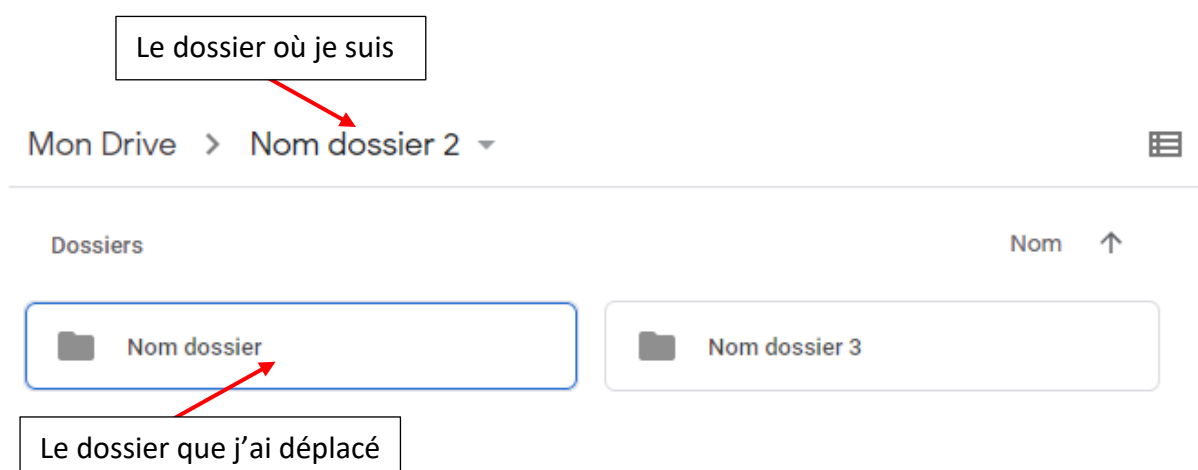 Le dossier où je suis
Mon Drive > Nom dossier 2
Dossiers Nom ↑
Nom dossier Nom dossier 3
Le dossier que j’ai déplacé